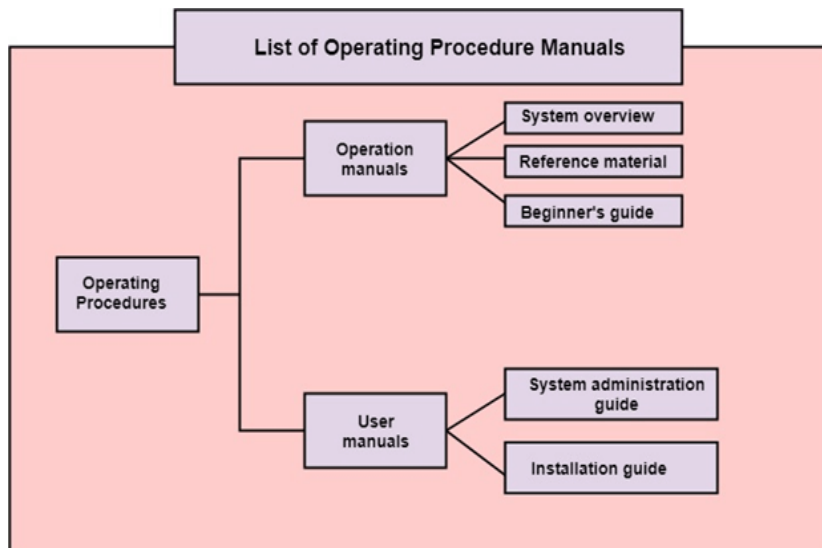 List of Operating Procedure Manuals
Operation
manuals
System overview
Reference material
Beginner's guide
Operating
Procedures
User
manuals
System administration
guide
Installation guide